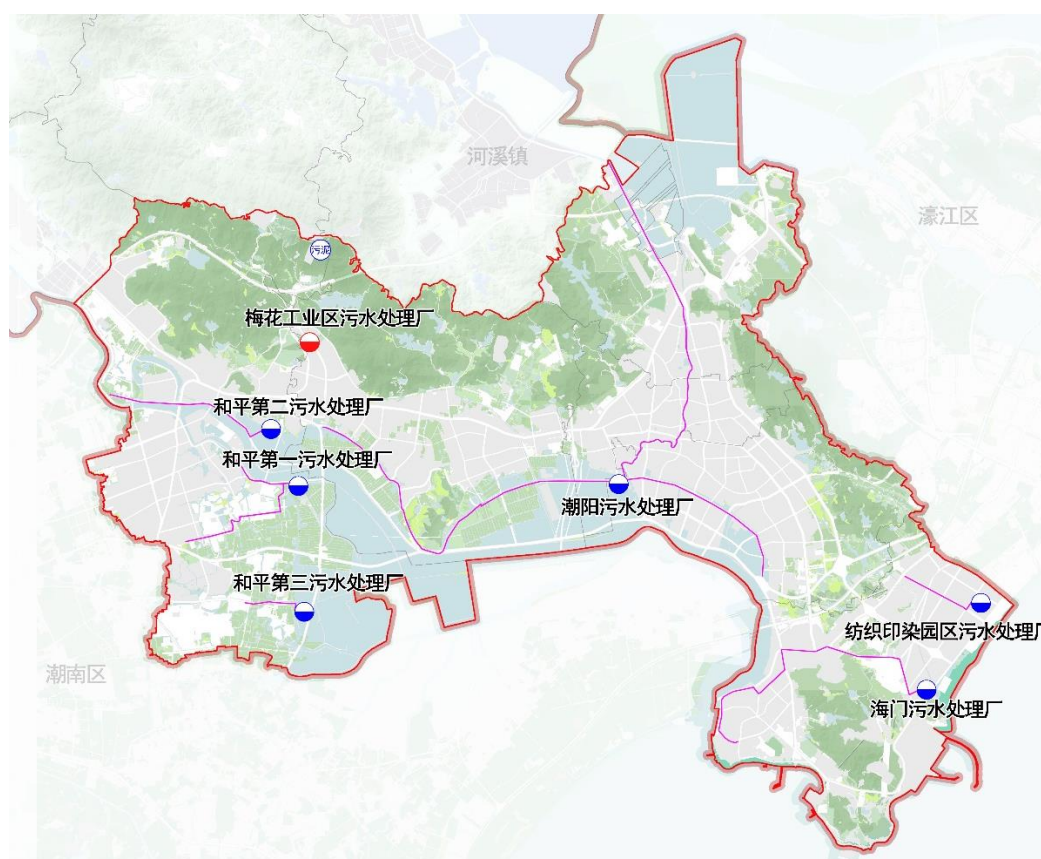 河溪镇
濠江区
污泥
梅花工业区污水处理厂
和平第二污水处理厂
和平第一污水处理厂
潮阳污水处理厂
和平第三污水处理厂
纺织印染园区污水处理厂
潮南区
海门污水处理厂